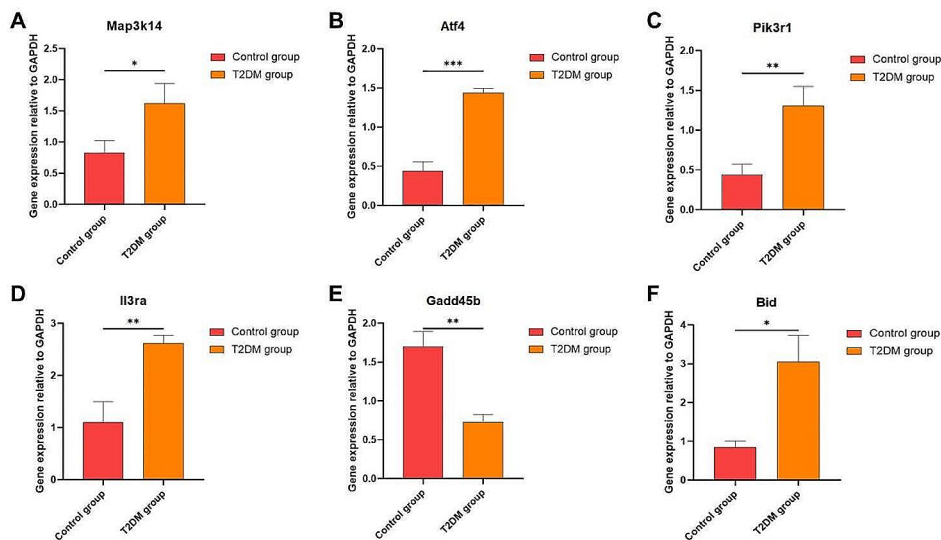 A
Map3k14
Gene expression relative to GAPDH
2.5
2.0
1.5
1.0
0.5
0.0
*
Control group
T2DM group
Control group
T2DM group
B
Atf4
Gene expression relative to GAPDH
2.0
1.5
1.0
0.5
0.0
***
Control group
T2DM group
Control group
T2DM group
C
Pik3r1
Gene expression relative to GAPDH
2.0
1.5
1.0
0.5
0.0
**
Control group
T2DM group
Control group
T2DM group
D
Il3ra
Gene expression relative to GAPDH
3
2
1
0
**
Control group
T2DM group
Control group
T2DM group
E
Gadd45b
Gene expression relative to GAPDH
2.0
1.5
1.0
0.5
0.0
**
Control group
T2DM group
Control group
T2DM group
F
Bid
Gene expression relative to GAPDH
4
3
2
1
0
*
Control group
T2DM group
Control group
T2DM group